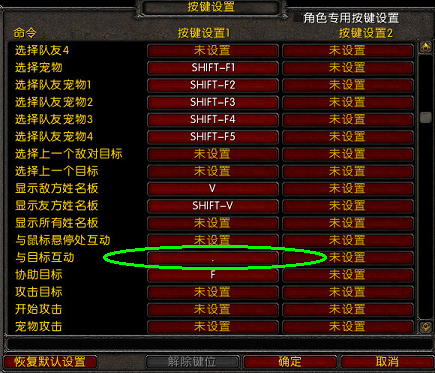 按键设置
角色专用按键设置
命令 按键设置1 按键设置2
选择队友4 未设置 未设置
选择宠物 SHIFT-F1 未设置
选择队友宠物1 SHIFT-F2 未设置
选择队友宠物2 SHIFT-F3 未设置
选择队友宠物3 SHIFT-F4 未设置
选择队友宠物4 SHIFT-F5 未设置
选择上一个敌对目标 未设置 未设置
选择上一个目标 未设置 未设置
显示敌方姓名板 V 未设置
显示友方姓名板 SHIFT-V 未设置
显示所有姓名板 未设置 未设置
与鼠标悬停处互动 未设置 未设置
与目标互动 . 未设置
协助目标 F 未设置
攻击目标 未设置 未设置
开始攻击 未设置 未设置
宠物攻击 未设置 未设置
恢复默认设置 解除键位 确定 取消